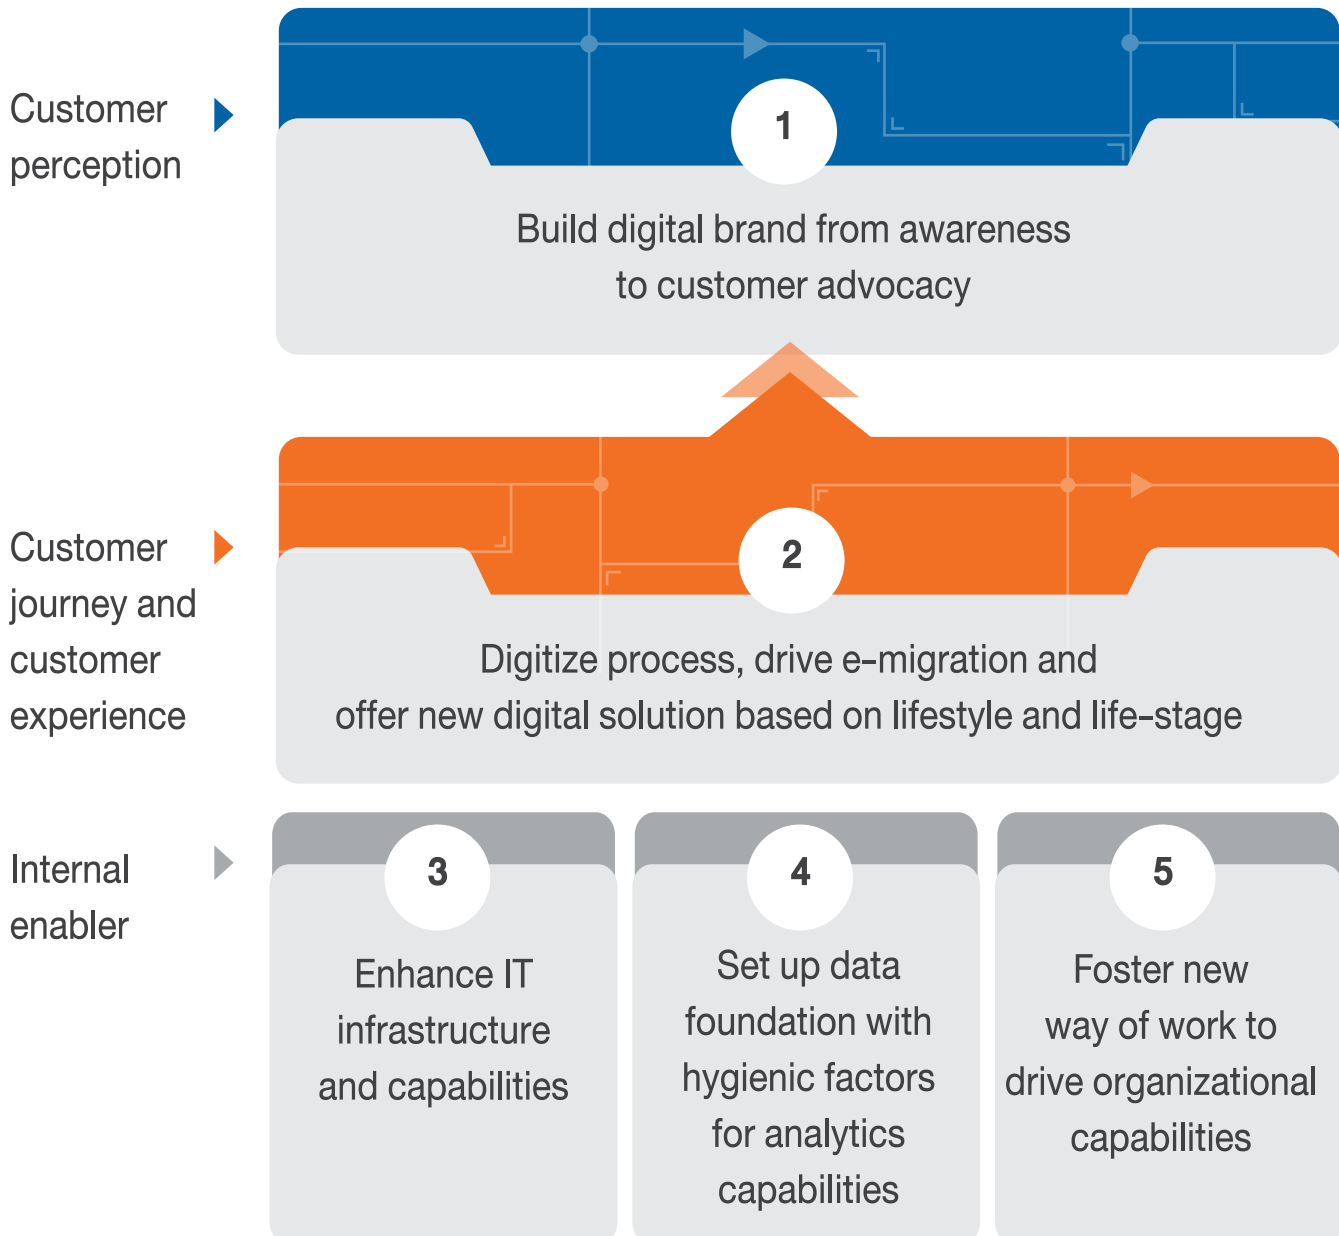 Customer
perception
1
Build digital brand from awareness
to customer advocacy
Customer
journey and
customer
experience
2
Digitize process, drive e-migration and
offer new digital solution based on lifestyle and life-stage
Internal
enabler
3
Enhance IT
infrastructure
and capabilities
4
Set up data
foundation with
hygienic factors
for analytics
capabilities
5
Foster new
way of work to
drive organizational
capabilities